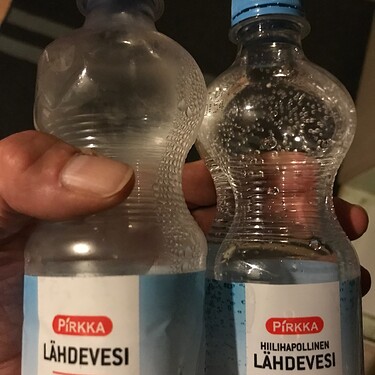 PIRKKA
LÄHDEVESI
PIRKKA
HIILIHAPOLLINEN
LÄHDEVESI